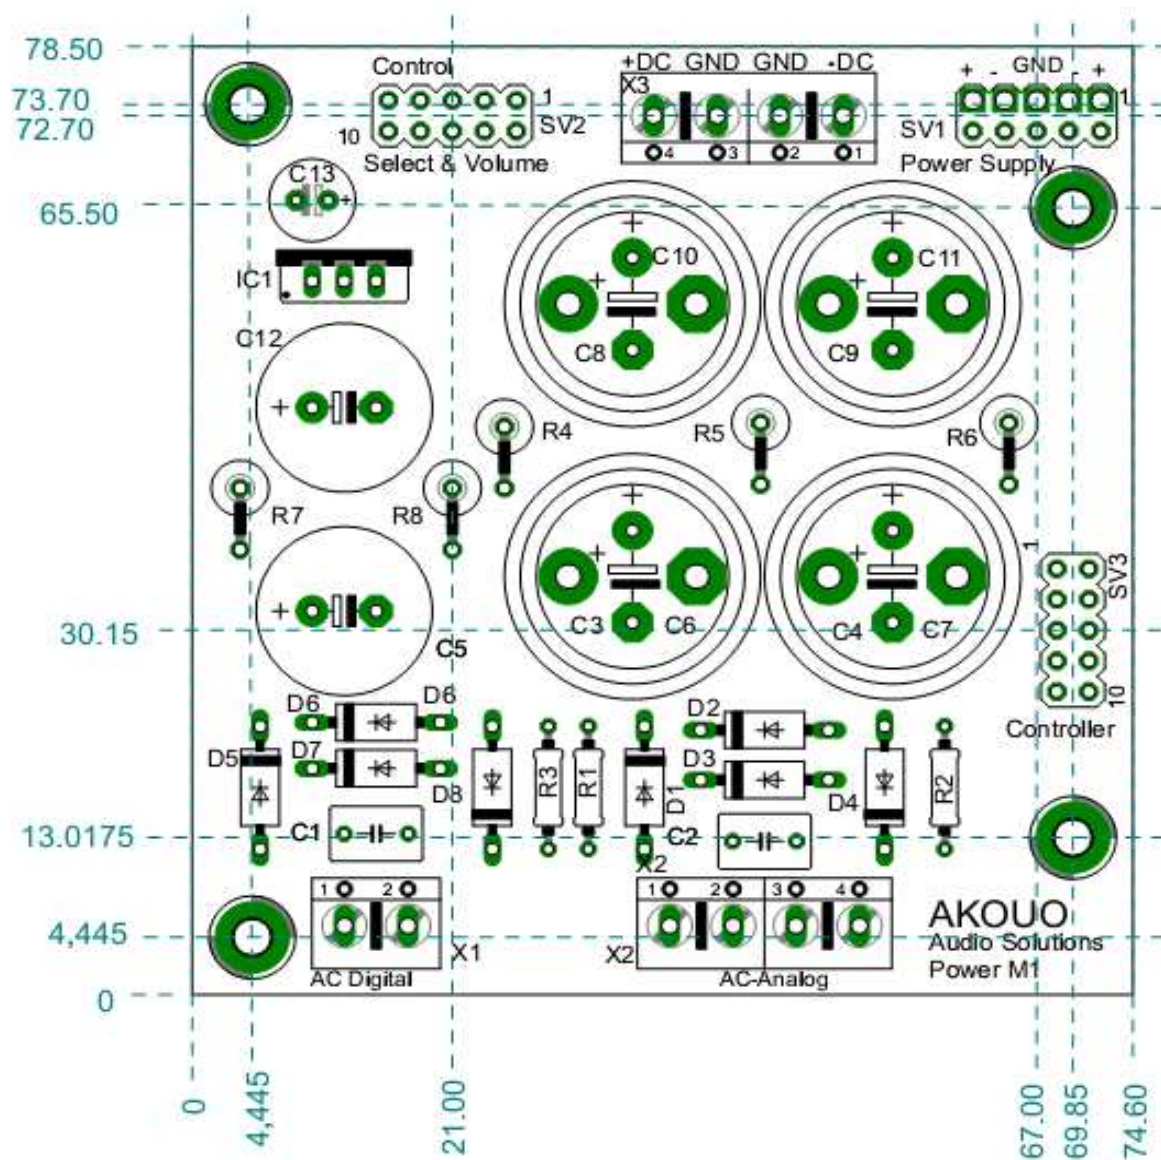 78.50
73.70
72.70
65.50
30.15
13.0175
4,445
0
Control
10
1
SV2
Select & Volume
+DC GND GND -DC
X3
4 3 2 1
+ - GND - +
1
SV1
Power Supply
C13
+
IC1
C12
+
+ C10
+
C8
+ C11
+
C9
R4
R5
R6
R7
R8
+
C5
+
+
C3 C6
+
+
C4 C7
1
SV3
10
Controller
D6 D6
D5
D7
D8
R3
R1
D1
D2
D3
D4
R2
C1
C2
X2
1 2
X1
AC Digital
1 2 3 4
X2
AC-Analog
AKOUO
Audio Solutions
Power M1
0
4,445
21.00
67.00
69.85
74.60